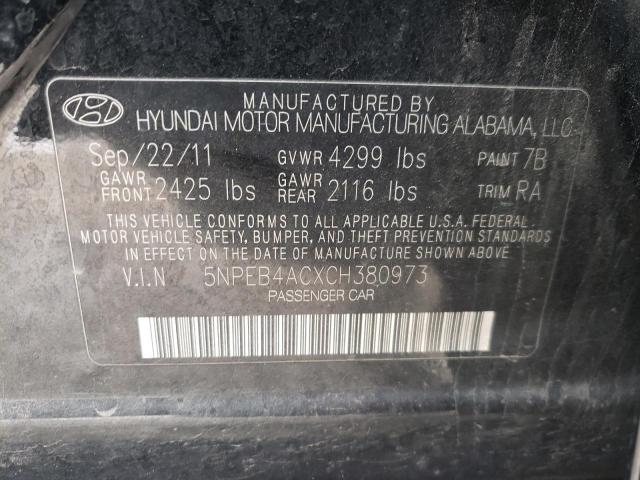 MANUFACTURED BY
HYUNDAI MOTOR MANUFACTURING ALABAMA, LLC
Sep/22/11 GVWR 4299 lbs PAINT 7B
GAWR FRONT 2425 lbs GAWR REAR 2116 lbs TRIM RA
THIS VEHICLE CONFORMS TO ALL APPLICABLE U.S.A. FEDERAL
MOTOR VEHICLE SAFETY, BUMPER, AND THEFT PREVENTION STANDARDS
IN EFFECT ON THE DATE OF MANUFACTURE SHOWN ABOVE
V.I.N 5NPEB4ACXCH380973
PASSENGER CAR